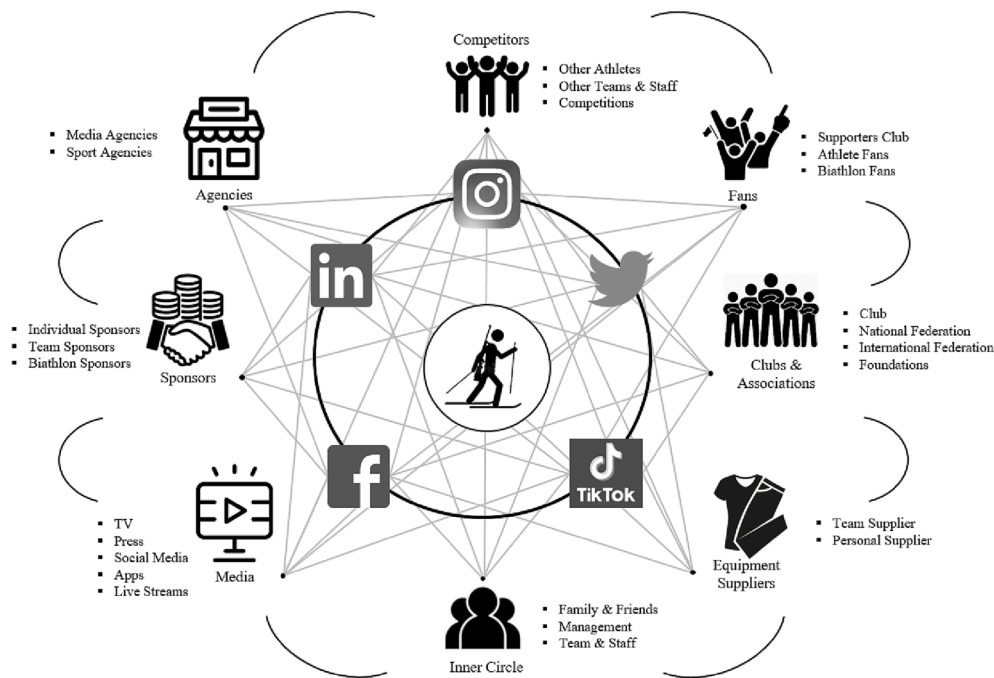 Competitors
▪ Other Athletes
▪ Other Teams & Staff
▪ Competitions
▪ Media Agencies
▪ Sport Agencies
Agencies
▪ Supporters Club
▪ Athlete Fans
▪ Biathlon Fans
Fans
in
▪ Individual Sponsors
▪ Team Sponsors
▪ Biathlon Sponsors
Sponsors
▪ Club
▪ National Federation
▪ International Federation
▪ Foundations
Clubs &
Associations
f
TikTok
▪ TV
▪ Press
▪ Social Media
▪ Apps
▪ Live Streams
Media
▪ Team Supplier
▪ Personal Supplier
Equipment
Suppliers
▪ Family & Friends
▪ Management
▪ Team & Staff
Inner Circle